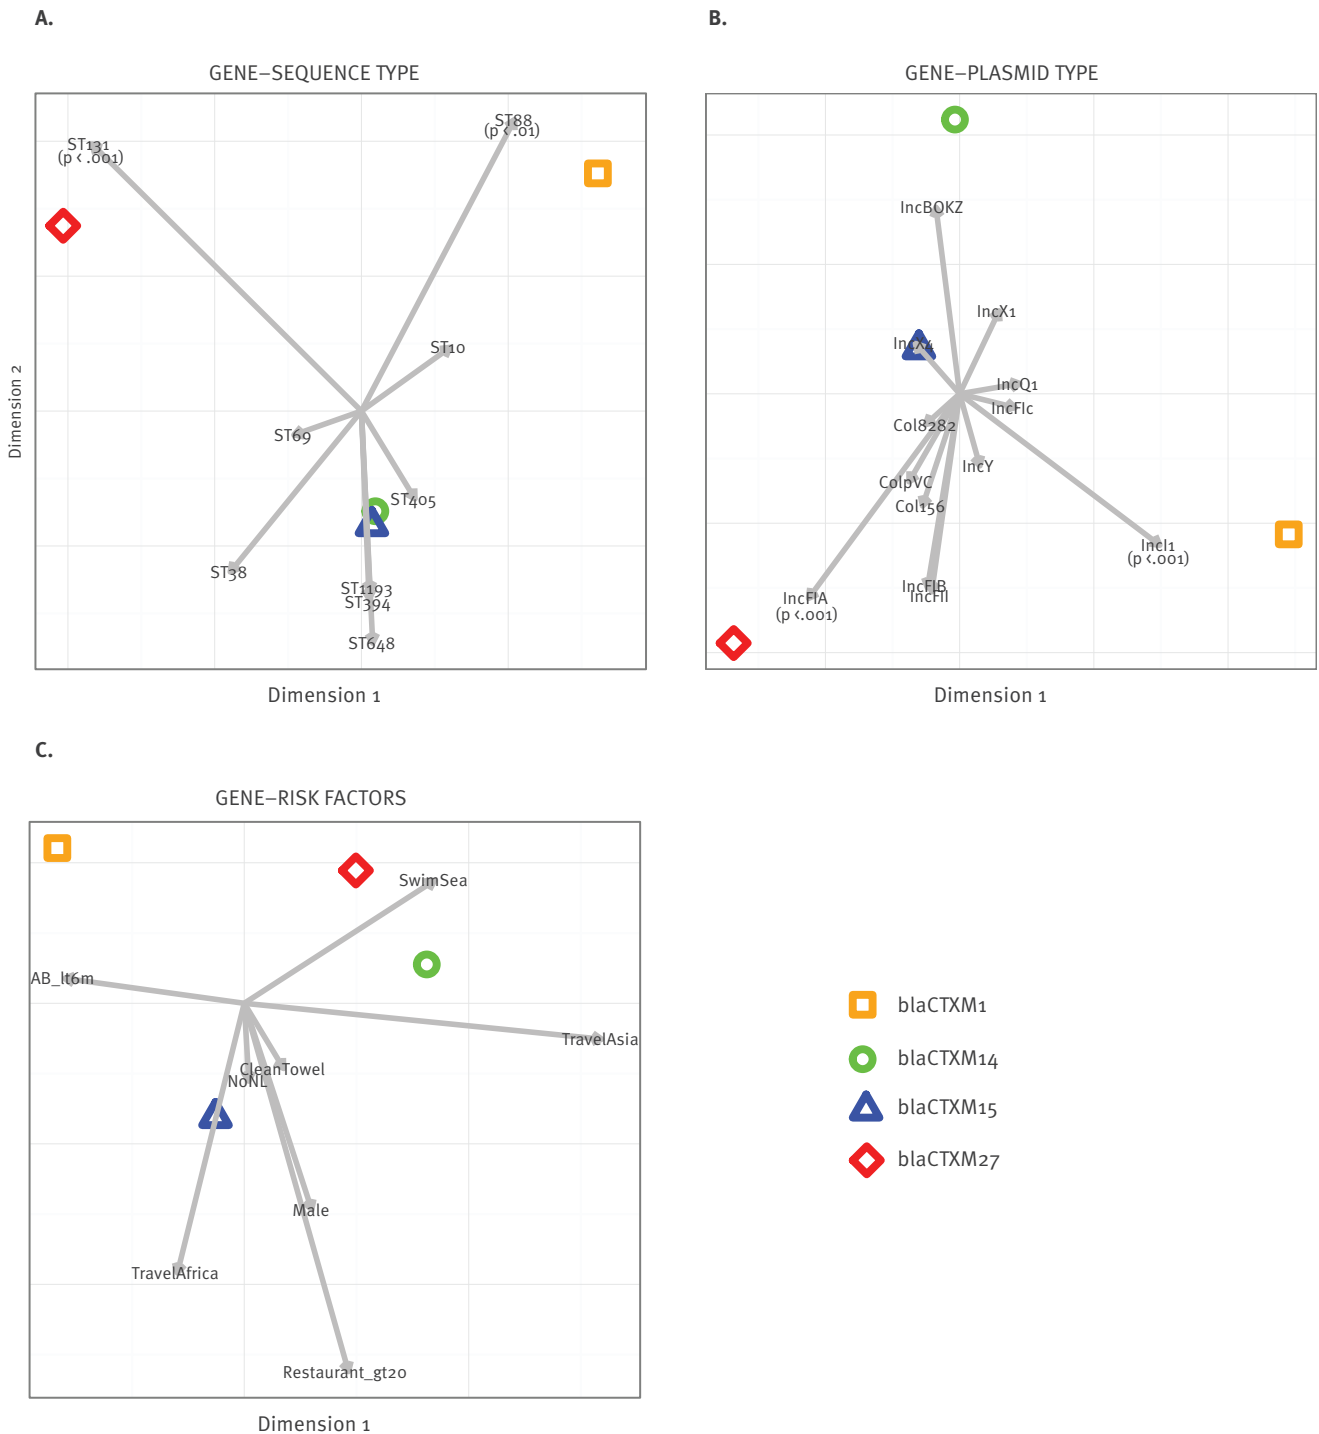 A.
B.
GENE–SEQUENCE TYPE
GENE–PLASMID TYPE
ST88
(p < .01)
ST131
(p < .001)
ST10
ST69
ST405
ST38
ST1193
ST394
ST648
Dimension 2
Dimension 1
IncBOKZ
IncX1
IncX4
IncQ1
IncFIc
Col8282
IncY
ColpVC
Col156
IncI1
(p <.001)
IncFIB
IncFII
IncFIA
(p <.001)
Dimension 1
C.
GENE–RISK FACTORS
SwimSea
AB_lt6m
TravelAsia
CleanTowel
NoNL
Male
TravelAfrica
Restaurant_gt20
Dimension 1
blaCTXM1
blaCTXM14
blaCTXM15
blaCTXM27